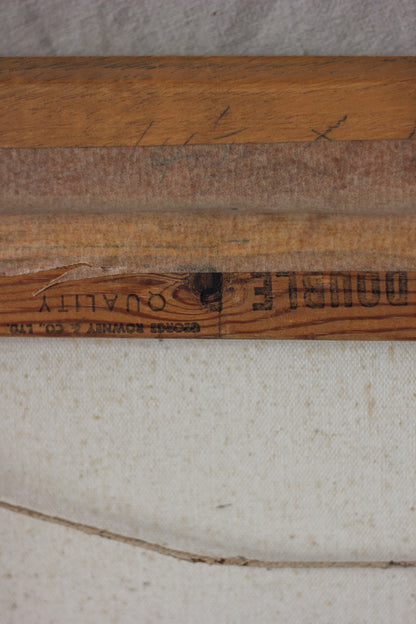 DOUBLE
GEORGE ROWNEY & CO., LTD.
QUALITY